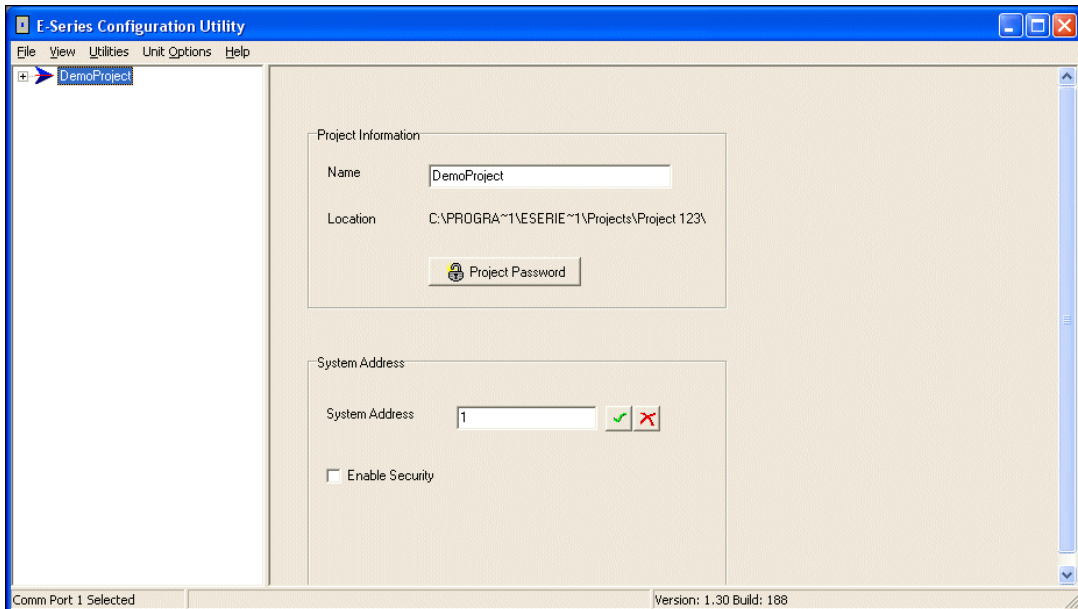 E-Series Configuration Utility
File View Utilities Unit Options Help
DemoProject
Project Information
Name DemoProject
Location C:\PROGRA~1\ESERIE~1\Projects\Project 123\
Project Password
System Address
System Address 1
Enable Security
Comm Port 1 Selected Version: 1.30 Build: 188